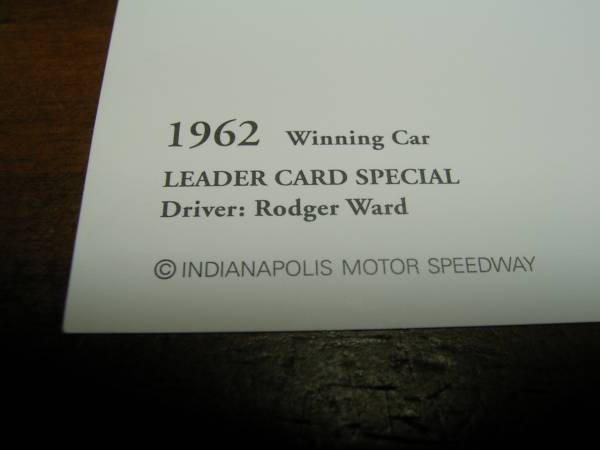 1962 Winning Car
LEADER CARD SPECIAL
Driver: Rodger Ward
© INDIANAPOLIS MOTOR SPEEDWAY